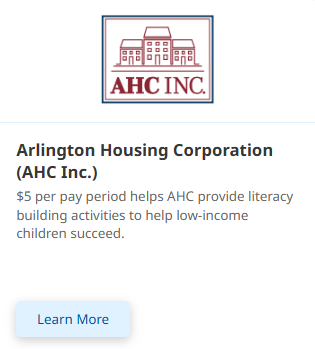 AHC INC.
Arlington Housing Corporation
(AHC Inc.)
$5 per pay period helps AHC provide literacy
building activities to help low-income
children succeed.
Learn More